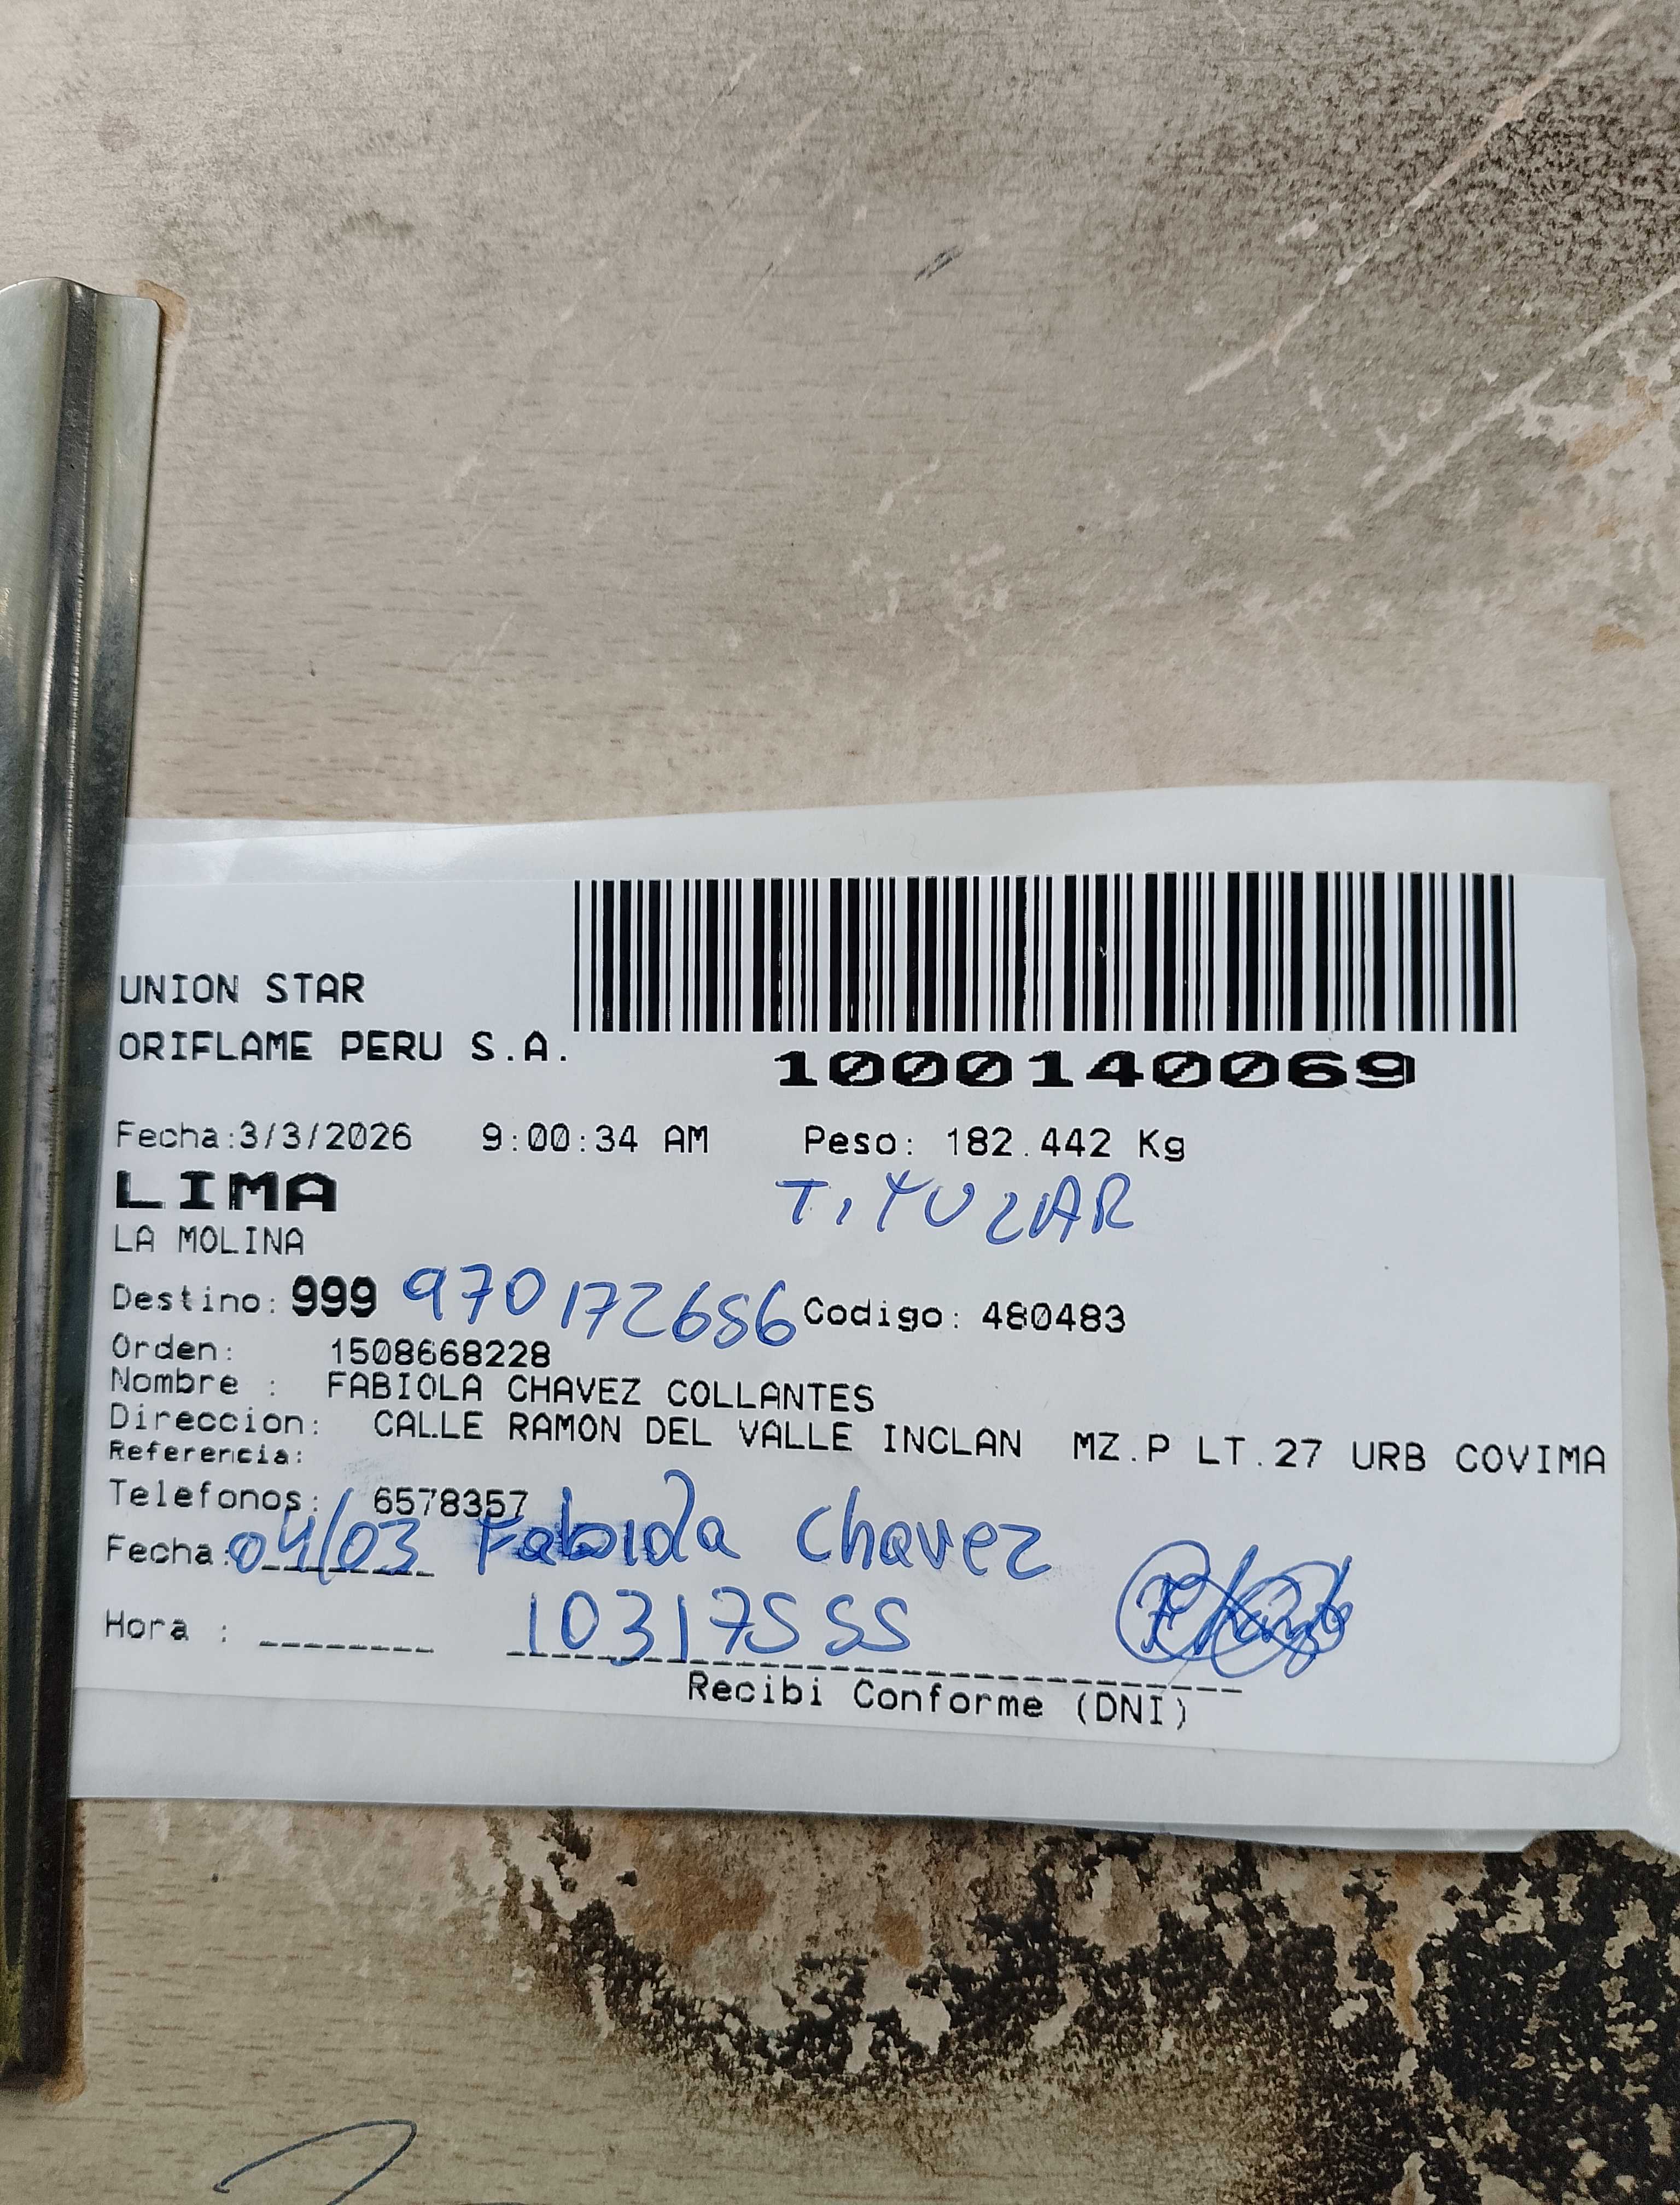 UNION STAR
ORIFLAME PERU S.A.
1000140069
Fecha:3/3/2026 9:00:34 AM Peso: 182.442 Kg
LIMA
TITULAR
LA MOLINA
Destino: 999 970172656 Codigo: 480483
Orden: 1508668228
Nombre : FABIOLA CHAVEZ COLLANTES
Direccion: CALLE RAMON DEL VALLE INCLAN MZ.P LT.27 URB COVIMA
Referencia:
Telefonos: 6578357
Fecha: 04/03 Fabiola Chavez
Hora : 10317555
Recibi Conforme (DNI)